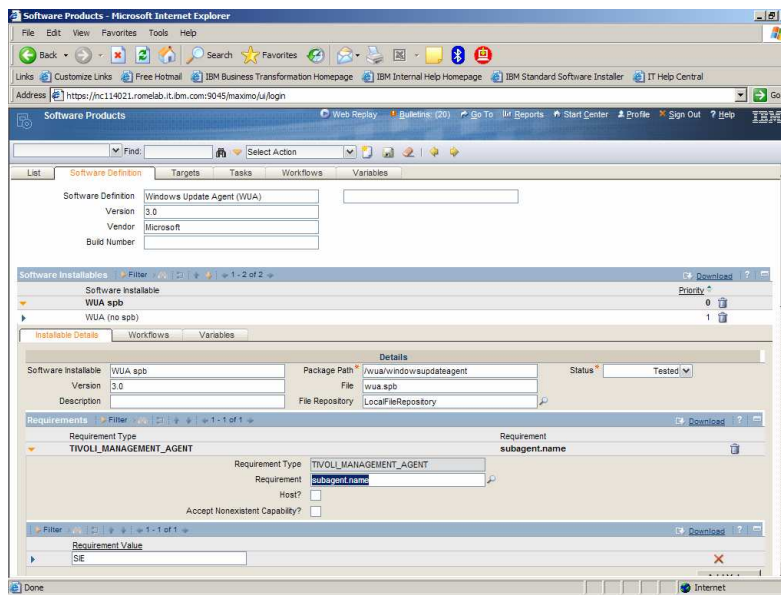 Software Products - Microsoft Internet Explorer
File Edit View Favorites Tools Help
Back Search Favorites
Links Customize Links Free Hotmail IBM Business Transformation Homepage IBM Internal Help Homepage IBM Standard Software Installer IT Help Central
Address https://nc114021.romelab.it.ibm.com:9045/maximo/ui/login Go
Software Products Web Replay Bulletins: (20) Go To Reports Start Center Profile Sign Out ? Help IBM
Find: Select Action
List Software Definition Targets Tasks Workflows Variables
Software Definition Windows Update Agent (WUA)
Version 3.0
Vendor Microsoft
Build Number
Software Installables Filter 1 - 2 of 2 Download ?
Software Installable Priority
WUA spb 0
WUA (no spb) 1
Installable Details Workflows Variables
Details
Software Installable WUA spb Package Path* /wua/windowsupdateagent Status* Tested
Version 3.0 File wua.spb
Description File Repository LocalFileRepository
Requirements Filter 1 - 1 of 1 Download ?
Requirement Type Requirement
TIVOLI_MANAGEMENT_AGENT subagent.name
Requirement Type TIVOLI_MANAGEMENT_AGENT
Requirement subagent.name
Host?
Accept Nonexistent Capability?
Filter 1 - 1 of 1 Download ?
Requirement Value
SIE
Done Internet